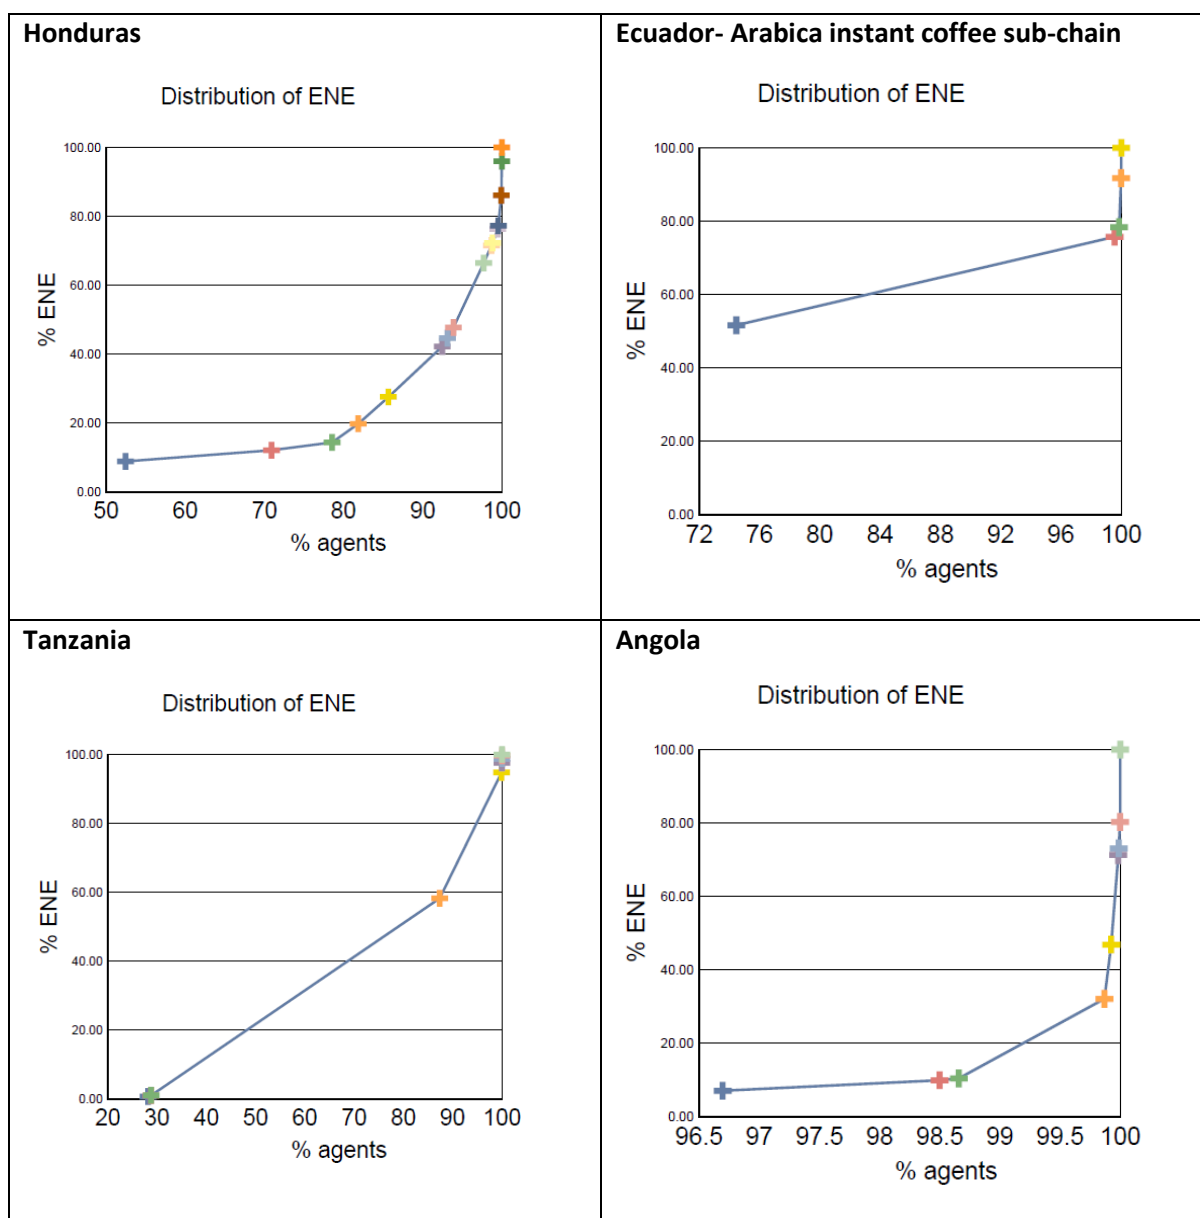 Honduras
Distribution of ENE
100.00
80.00
60.00
40.00
20.00
0.00
% ENE
50 60 70 80 90 100
% agents
Ecuador- Arabica instant coffee sub-chain
Distribution of ENE
100.00
80.00
60.00
40.00
20.00
0.00
% ENE
72 76 80 84 88 92 96 100
% agents
Tanzania
Distribution of ENE
100.00
80.00
60.00
40.00
20.00
0.00
% ENE
20 30 40 50 60 70 80 90 100
% agents
Angola
Distribution of ENE
100.00
80.00
60.00
40.00
20.00
0.00
% ENE
96.5 97 97.5 98 98.5 99 99.5 100
% agents